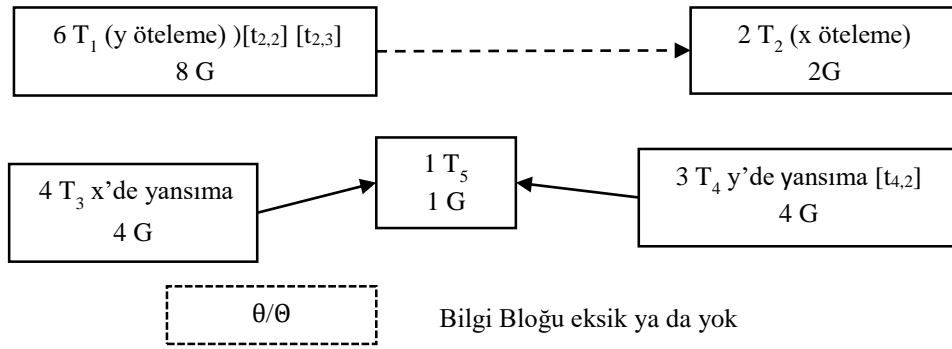 6 T₁ (y öteleme) )[t₂,₂] [t₂,₃]
8 G
2 T₂ (x öteleme)
2G
4 T₃ x’de yansıma
4 G
1 T₅
1 G
3 T₄ y’de yansıma [t₄,₂]
4 G
θ/Θ
Bilgi Bloğu eksik ya da yok